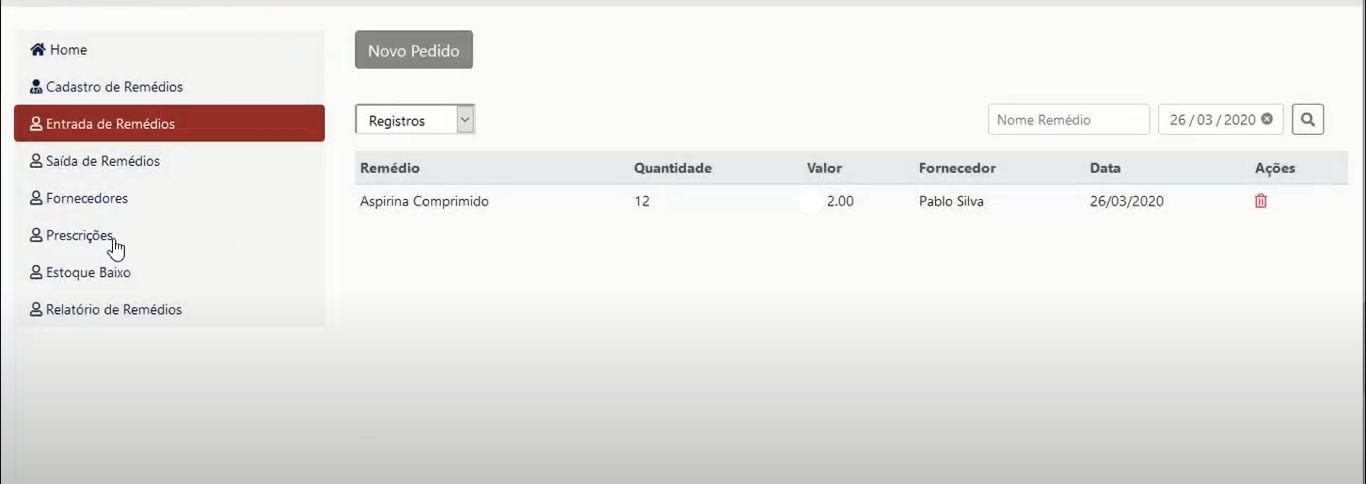 Home
Cadastro de Remédios
Entrada de Remédios
Saída de Remédios
Fornecedores
Prescrições
Estoque Baixo
Relatório de Remédios
Novo Pedido
Registros
Nome Remédio 26 / 03 / 2020
Remédio Quantidade Valor Fornecedor Data Ações
Aspirina Comprimido 12 2.00 Pablo Silva 26/03/2020